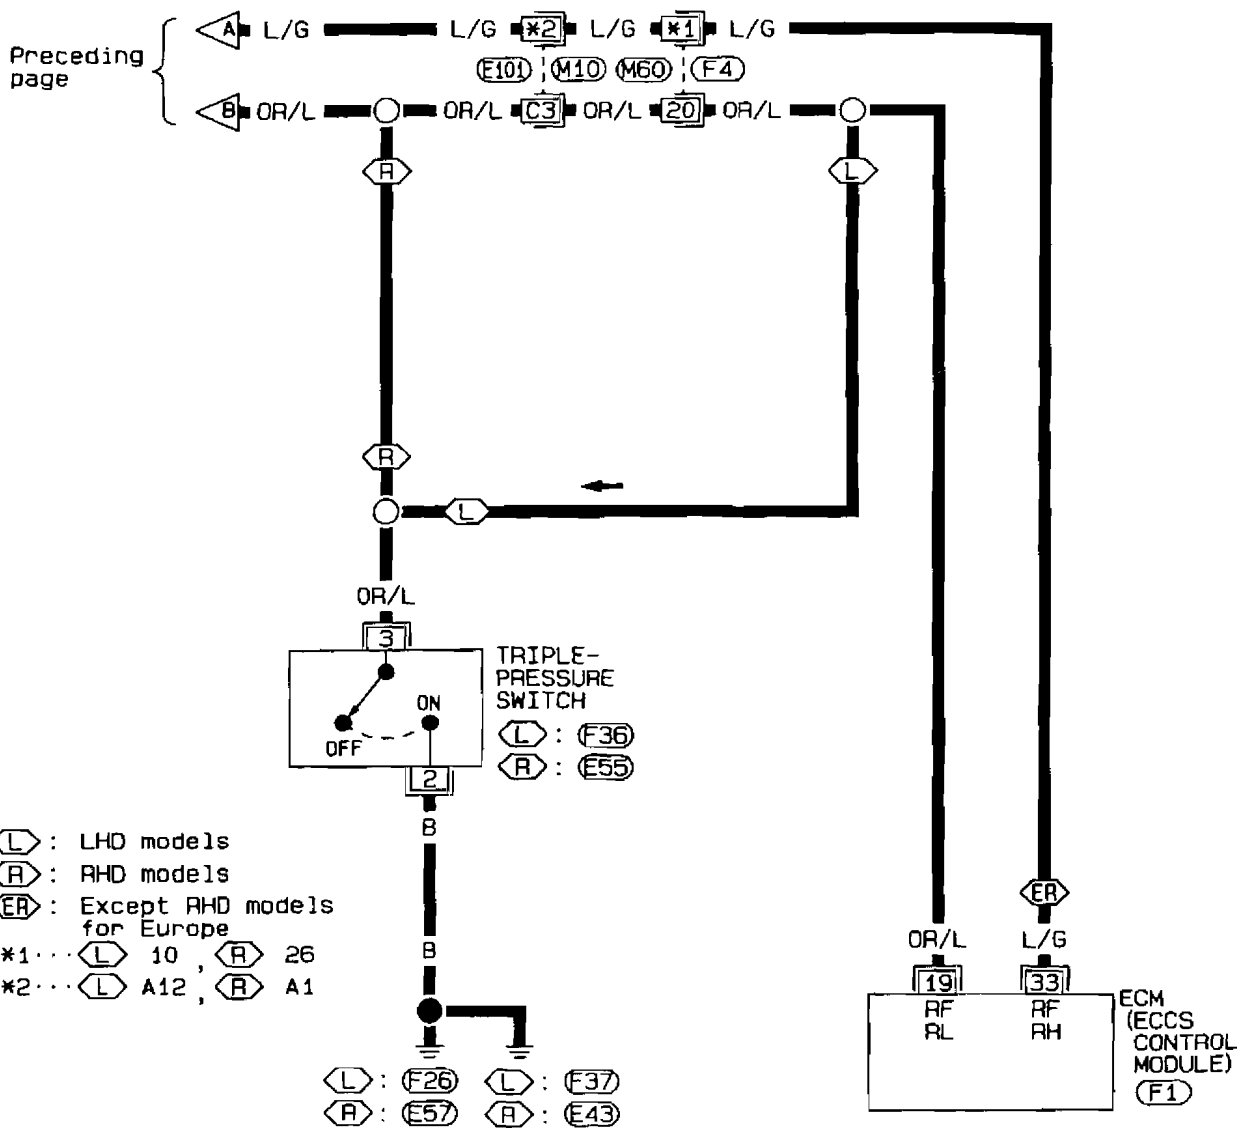 Preceding
page
A L/G L/G *2 L/G *1 L/G
E101 M10 M60 F4
B OR/L OR/L C3 OR/L 20 OR/L
R L
R
L
OR/L
3
TRIPLE-
PRESSURE
SWITCH
ON
OFF
L : F36
R : E55
2
B
L : LHD models
R : RHD models
ER : Except RHD models
for Europe
*1··· L 10 , R 26
*2··· L A12 , R A1
B
L : F26 L : F37
R : E57 R : E43
ER
OR/L L/G
19 33
RF RF
RL RH
ECM
(ECCS
CONTROL
MODULE)
F1